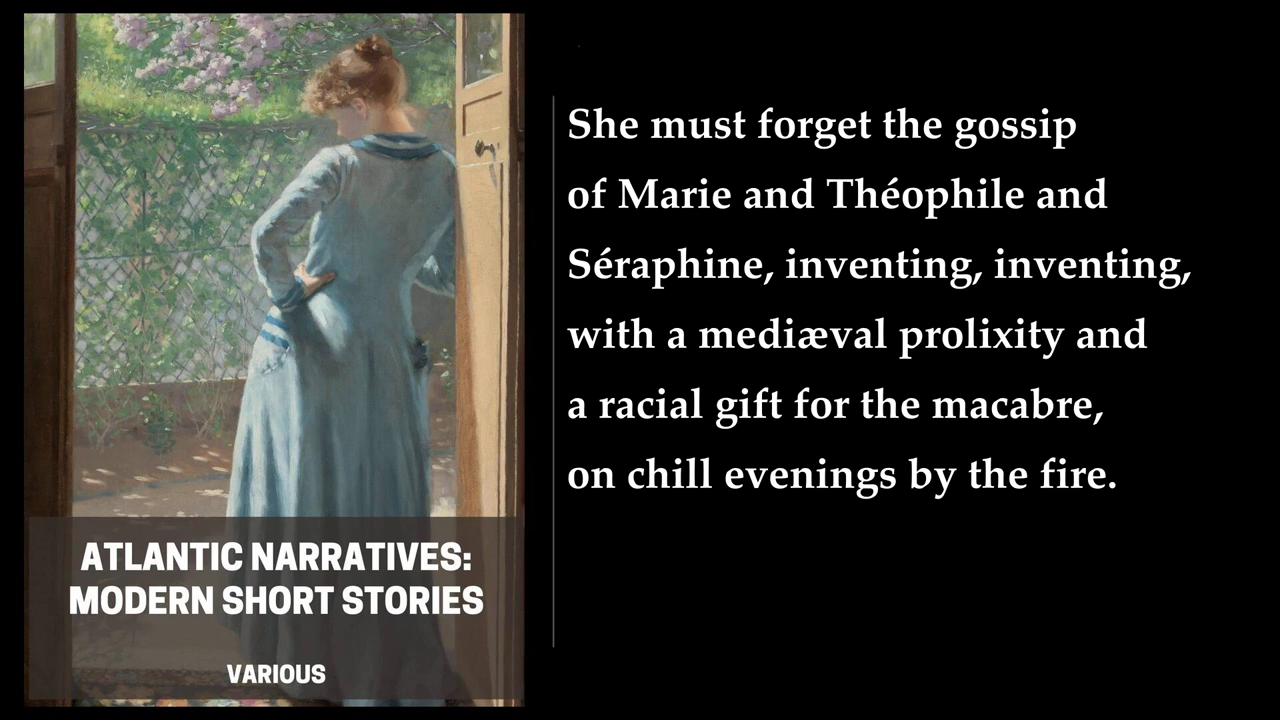 She must forget the gossip
of Marie and Théophile and
Séraphine, inventing, inventing,
with a mediæval prolixity and
a racial gift for the macabre,
on chill evenings by the fire.
ATLANTIC NARRATIVES:
MODERN SHORT STORIES
VARIOUS